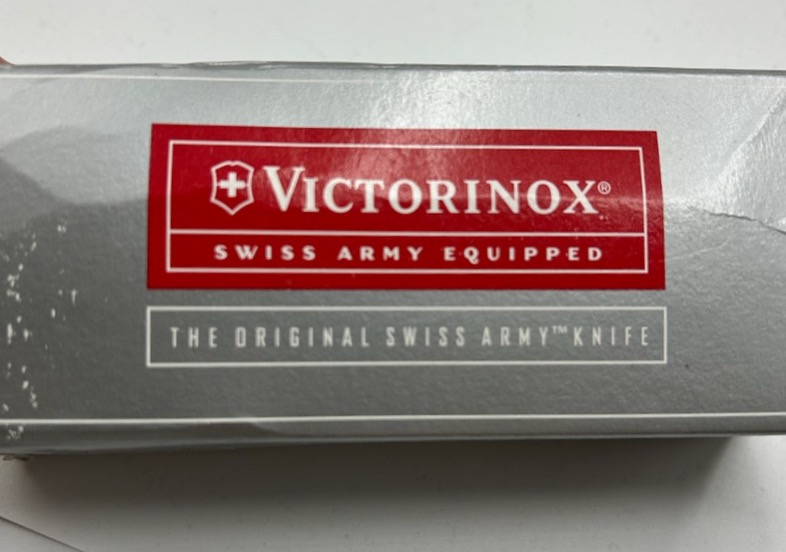 VICTORINOX®
SWISS ARMY EQUIPPED
THE ORIGINAL SWISS ARMY™ KNIFE